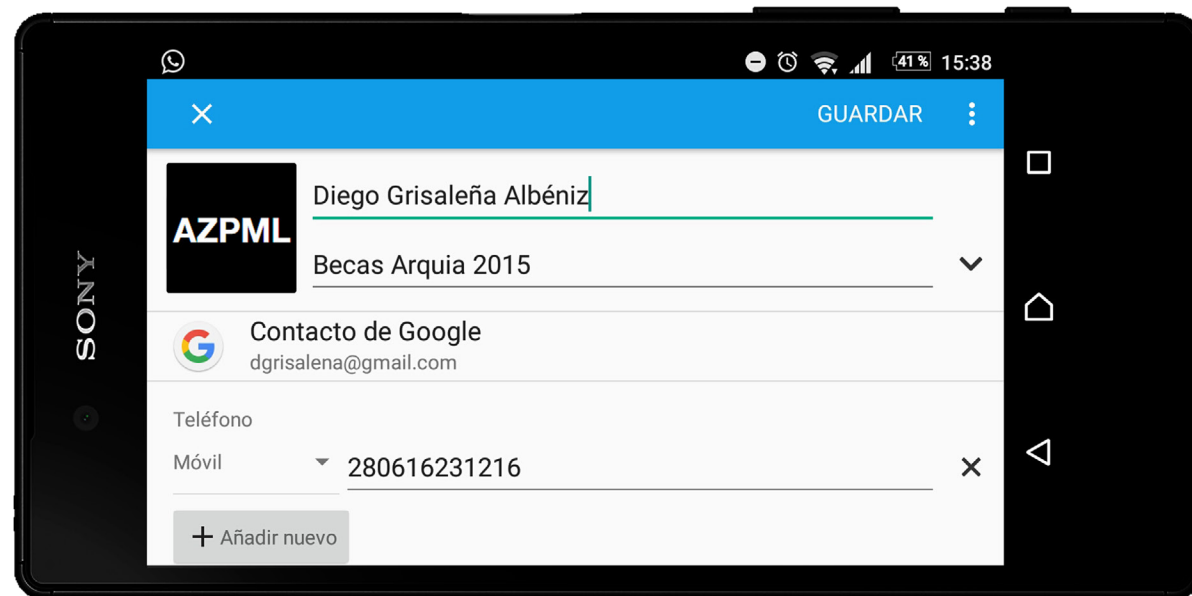 41 % 15:38
GUARDAR
AZPML
Diego Grisaleña Albéniz
Becas Arquia 2015
SONY
Contacto de Google
dgrisalena@gmail.com
Teléfono
Móvil 280616231216
Añadir nuevo